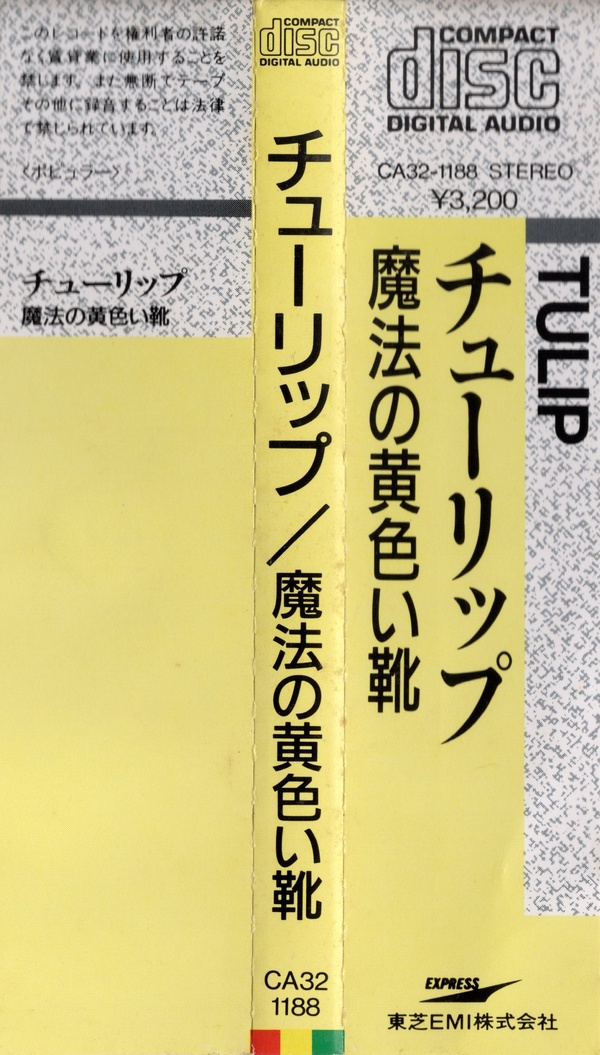 このレコードを権利者の許諾
なく賃貸業に使用することを
禁じます。また無断でテープ
その他に録音することは法律
で禁じられています。
〈ポピュラー〉
チューリップ
魔法の黄色い靴
COMPACT
disc
DIGITAL AUDIO
チューリップ/魔法の黄色い靴
CA32
1188
COMPACT
disc
DIGITAL AUDIO
CA32-1188 STEREO
¥3,200
TULIP
チューリップ
魔法の黄色い靴
EXPRESS
東芝EMI株式会社